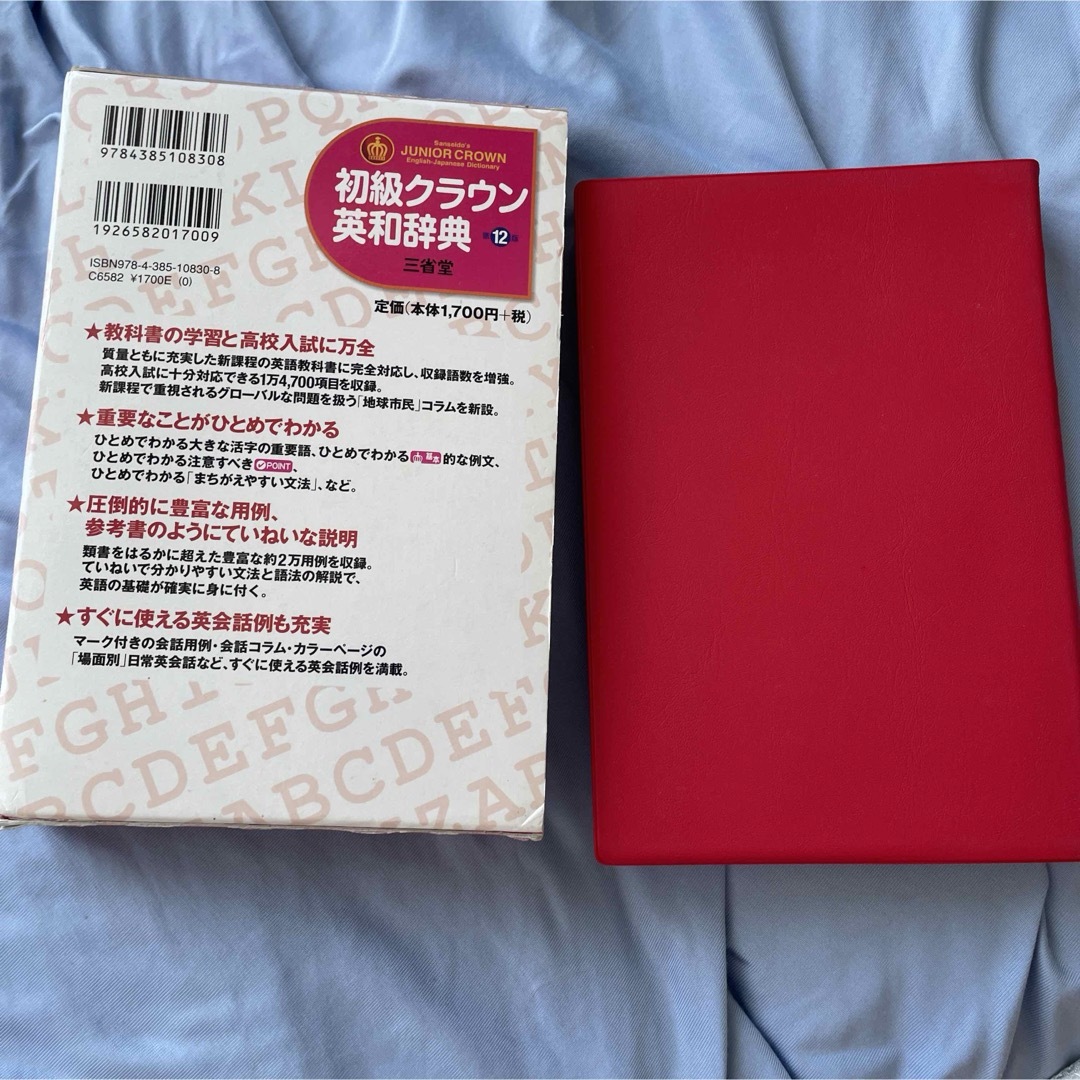 9784385108308
1926582017009
ISBN978-4-385-10830-8
C6582 ¥1700E (0)
Sanseido's
JUNIOR CROWN
English-Japanese Dictionary
初級クラウン
英和辞典 第12版
三省堂
定価(本体1,700円+税)
★教科書の学習と高校入試に万全
質量ともに充実した新課程の英語教科書に完全対応し、収録語数を増強。
高校入試に十分対応できる1万4,700項目を収録。
新課程で重視されるグローバルな問題を扱う「地球市民」コラムを新設。
★重要なことがひとめでわかる
ひとめでわかる大きな活字の重要語、ひとめでわかる基本的な例文、
ひとめでわかる注意すべきPOINT、
ひとめでわかる「まちがえやすい文法」、など。
★圧倒的に豊富な用例、
参考書のようにていねいな説明
類書をはるかに超えた豊富な約2万用例を収録。
ていねいで分かりやすい文法と語法の解説で、
英語の基礎が確実に身に付く。
★すぐに使える英会話例も充実
マーク付きの会話用例・会話コラム・カラーページの
「場面別」日常英会話など、すぐに使える英会話例を満載。